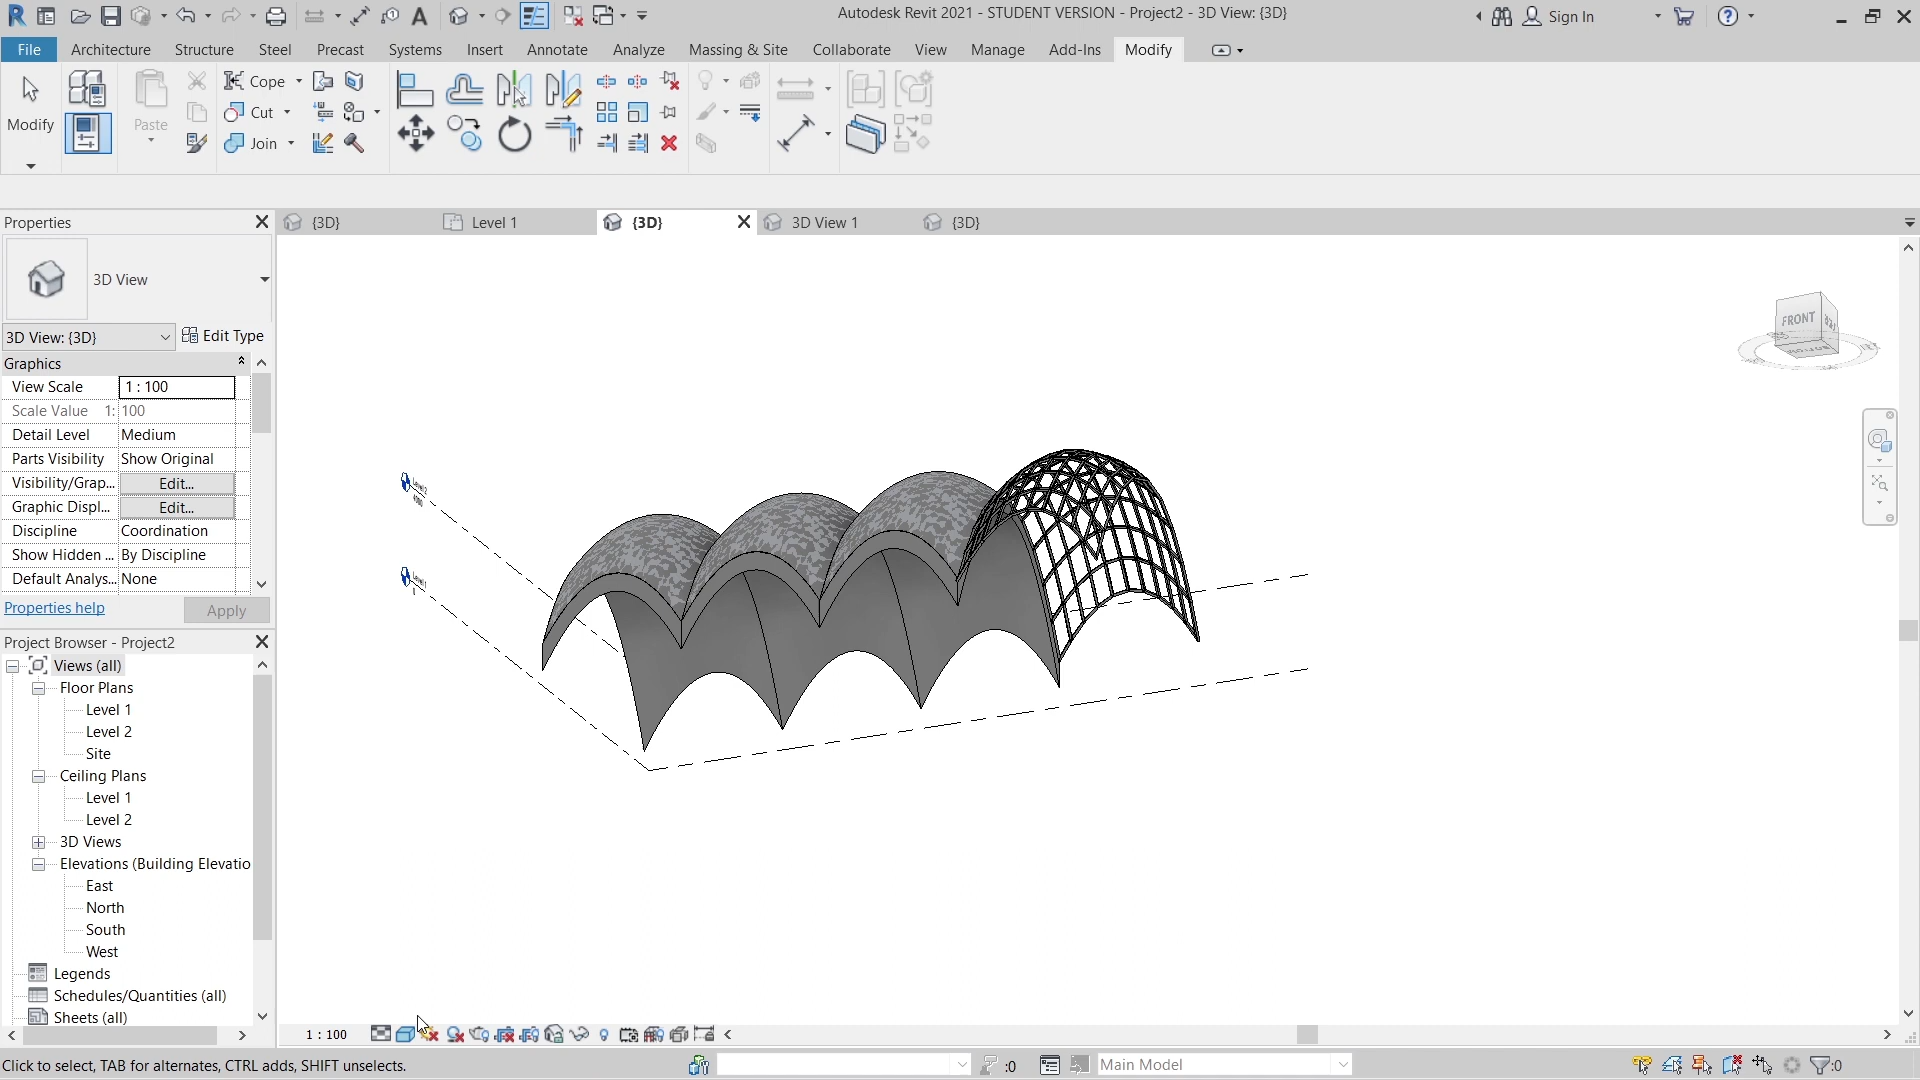 Autodesk Revit 2021 - STUDENT VERSION - Project2 - 3D View: {3D}
Sign In
File
Architecture
Structure
Steel
Precast
Systems
Insert
Annotate
Analyze
Massing & Site
Collaborate
View
Manage
Add-Ins
Modify
Modify
Paste
Cope
Cut
Join
Properties
{3D}
Level 1
{3D}
3D View 1
{3D}
3D View
3D View: {3D}
Edit Type
Graphics
View Scale
1 : 100
Scale Value 1:
100
Detail Level
Medium
Parts Visibility
Show Original
Visibility/Grap...
Edit...
Graphic Displ...
Edit...
Discipline
Coordination
Show Hidden ...
By Discipline
Default Analys...
None
Properties help
Apply
FRONT
Project Browser - Project2
Views (all)
Floor Plans
Level 1
Level 2
Site
Ceiling Plans
Level 1
Level 2
3D Views
Elevations (Building Elevatio
East
North
South
West
Legends
Schedules/Quantities (all)
Sheets (all)
1 : 100
Click to select, TAB for alternates, CTRL adds, SHIFT unselects.
:0
Main Model
:0